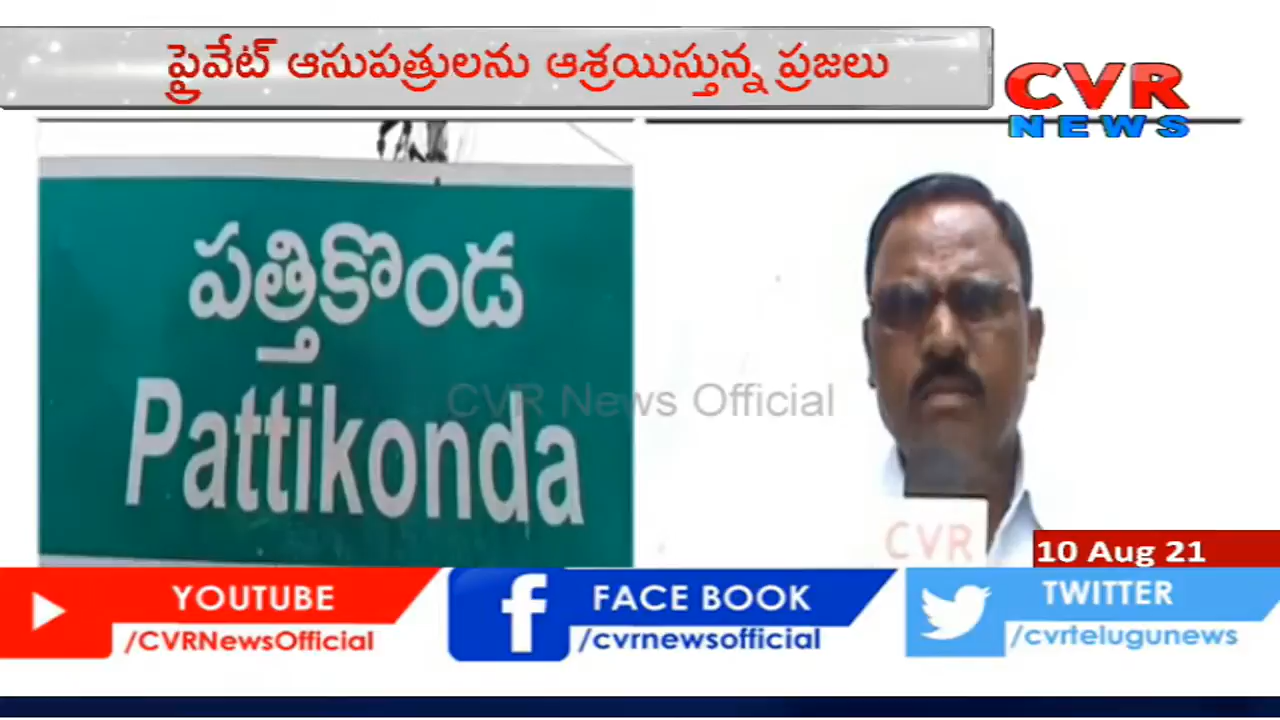 ప్రైవేట్ ఆసుపత్రులను ఆశ్రయిస్తున్న ప్రజలు
CVR
NEWS
పత్తికొండ
Pattikonda
CVR News Official
CVR
10 Aug 21
YOUTUBE
/CVRNewsOfficial
FACE BOOK
/cvrnewsofficial
TWITTER
/cvrtelugunews